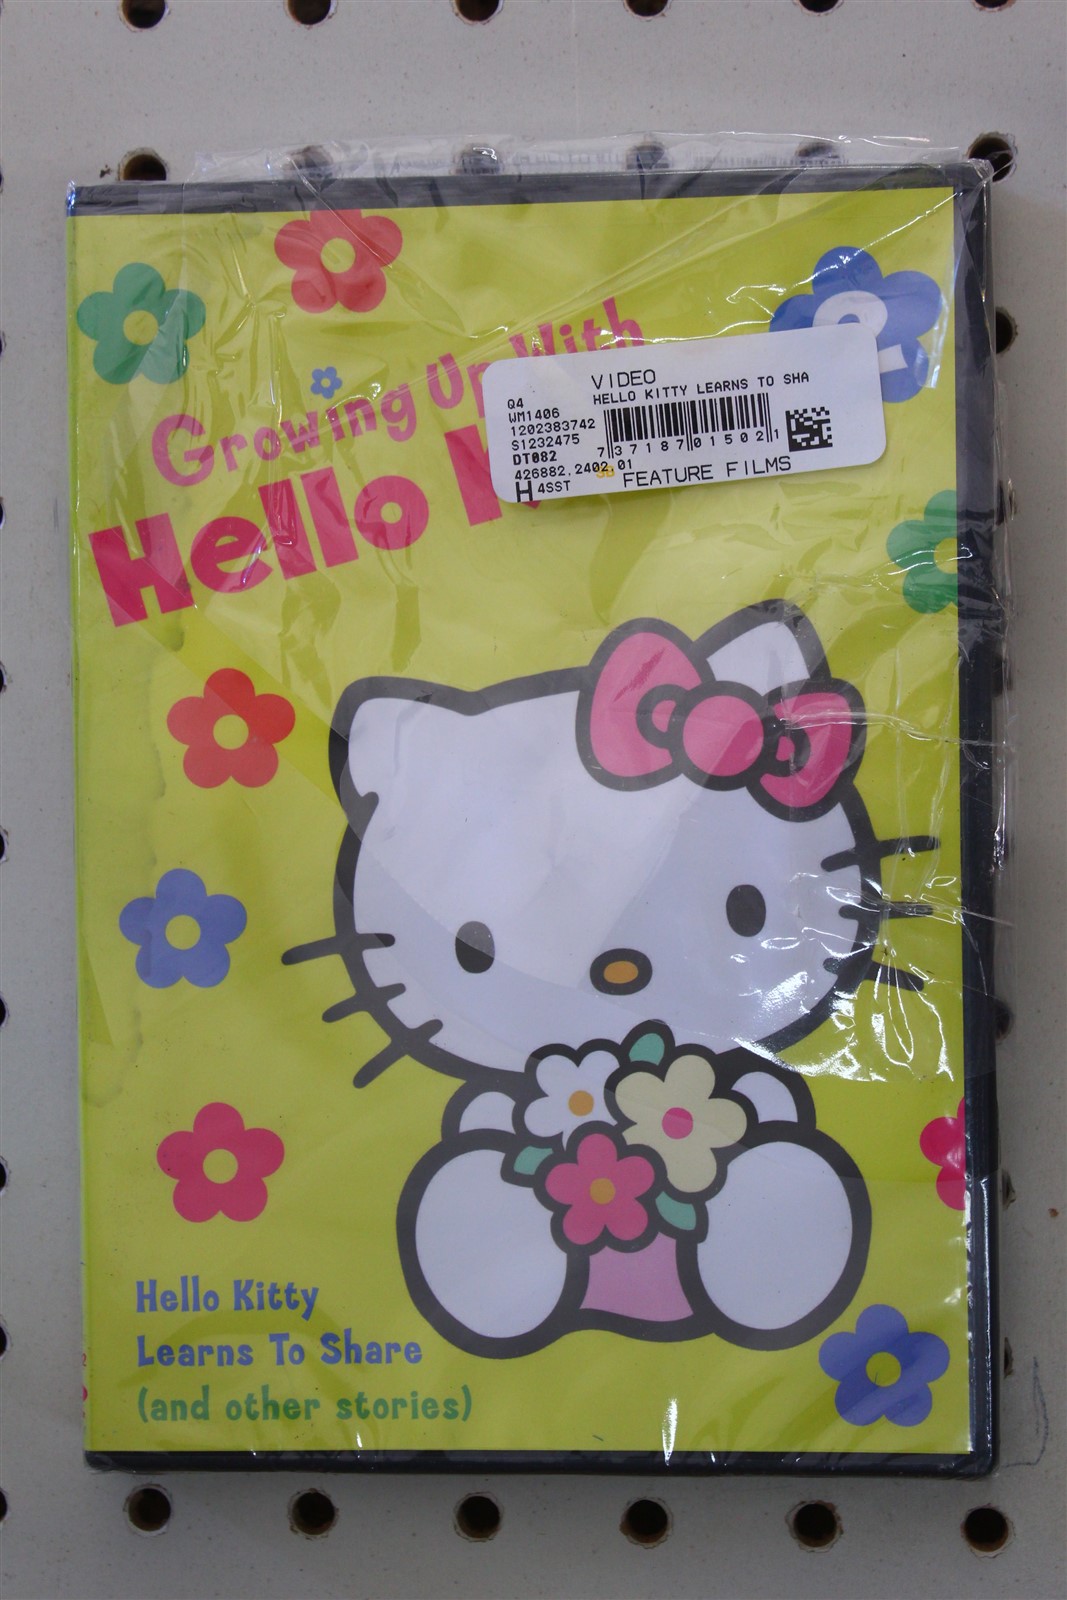 Growing Up With
Hello K
VIDEO
HELLO KITTY LEARNS TO SHA
Q4
WM1406
1202383742
S1232475
DT082
426882.2402.01
7 37187 01502 1
H 4SST
FEATURE FILMS
Hello Kitty
Learns To Share
(and other stories)